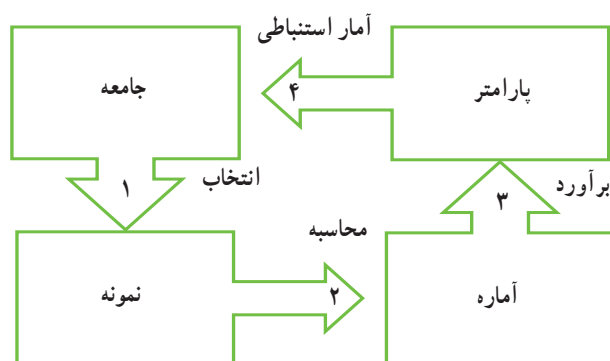 آمار استنباطی
پارامتر
۴
جامعه
۱
انتخاب
برآورد
۳
محاسبه
۲
نمونه
آماره